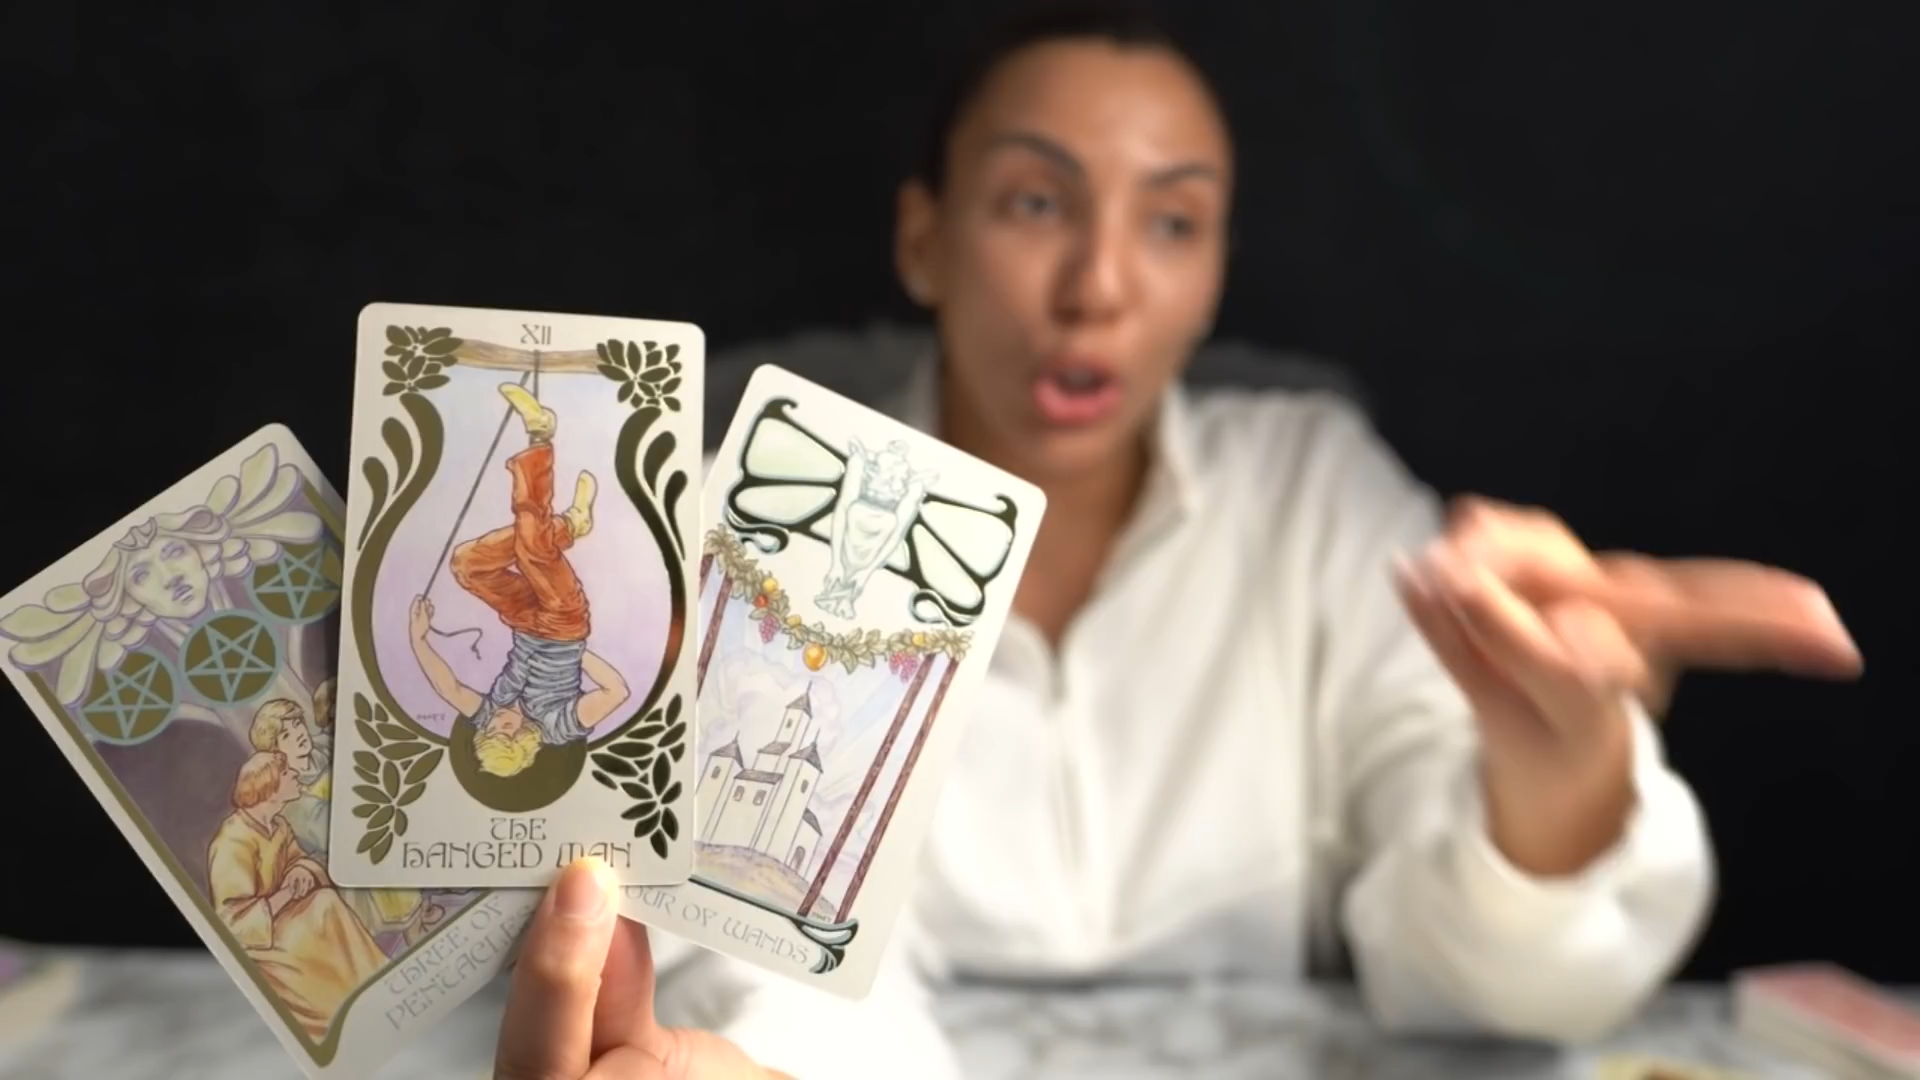 XII
THE
HANGED MAN
THREE OF
PENTACLES
OUR OF WANDS